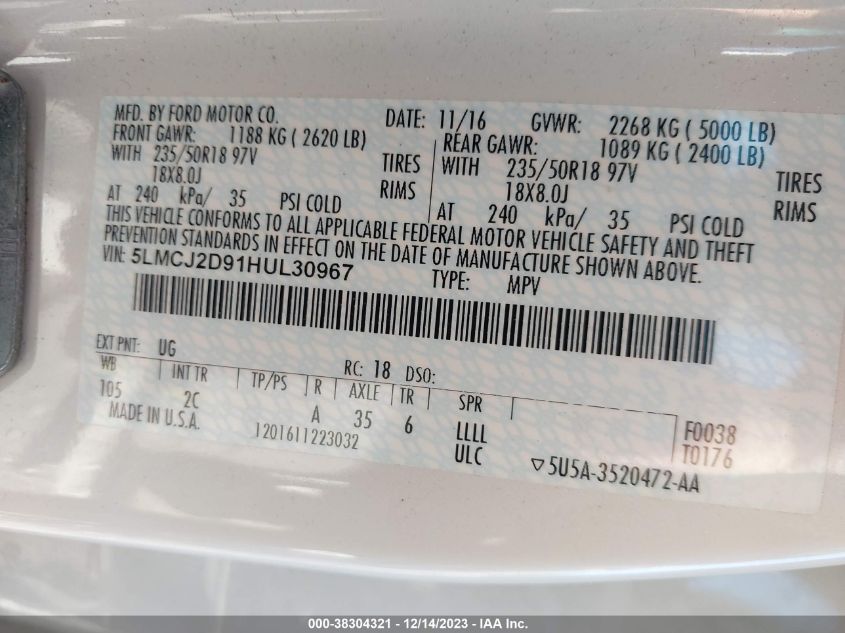 MFD. BY FORD MOTOR CO.
DATE: 11/16
GVWR: 2268 KG ( 5000 LB)
FRONT GAWR: 1188 KG ( 2620 LB)
REAR GAWR: 1089 KG ( 2400 LB)
WITH 235/50R18 97V TIRES
WITH 235/50R18 97V TIRES
18X8.0J RIMS
18X8.0J RIMS
AT 240 kPa/ 35 PSI COLD
AT 240 kPa/ 35 PSI COLD
THIS VEHICLE CONFORMS TO ALL APPLICABLE FEDERAL MOTOR VEHICLE SAFETY AND THEFT
PREVENTION STANDARDS IN EFFECT ON THE DATE OF MANUFACTURE SHOWN ABOVE.
VIN: 5LMCJ2D91HUL30967
TYPE: MPV
EXT PNT: UG
RC: 18 DSO:
WB INT TR TP/PS R AXLE TR SPR
105 2C A 35 6 LLLL
F0038
MADE IN U.S.A.
1201611223032
ULC
T0176
▽5U5A-3520472-AA
000-38304321 - 12/14/2023 - IAA Inc.